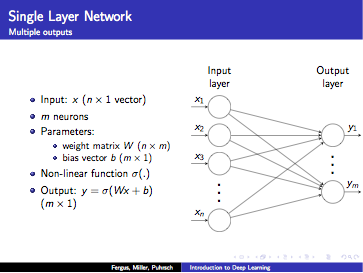 Single Layer Network
Multiple outputs
Input: x (n × 1 vector)
m neurons
Parameters:
weight matrix W (n × m)
bias vector b (m × 1)
Non-linear function σ(.)
Output: y = σ(Wx + b)
(m × 1)
Input
layer
Output
layer
x1
x2
x3
xn
y1
ym
Fergus, Miller, Puhrsch
Introduction to Deep Learning